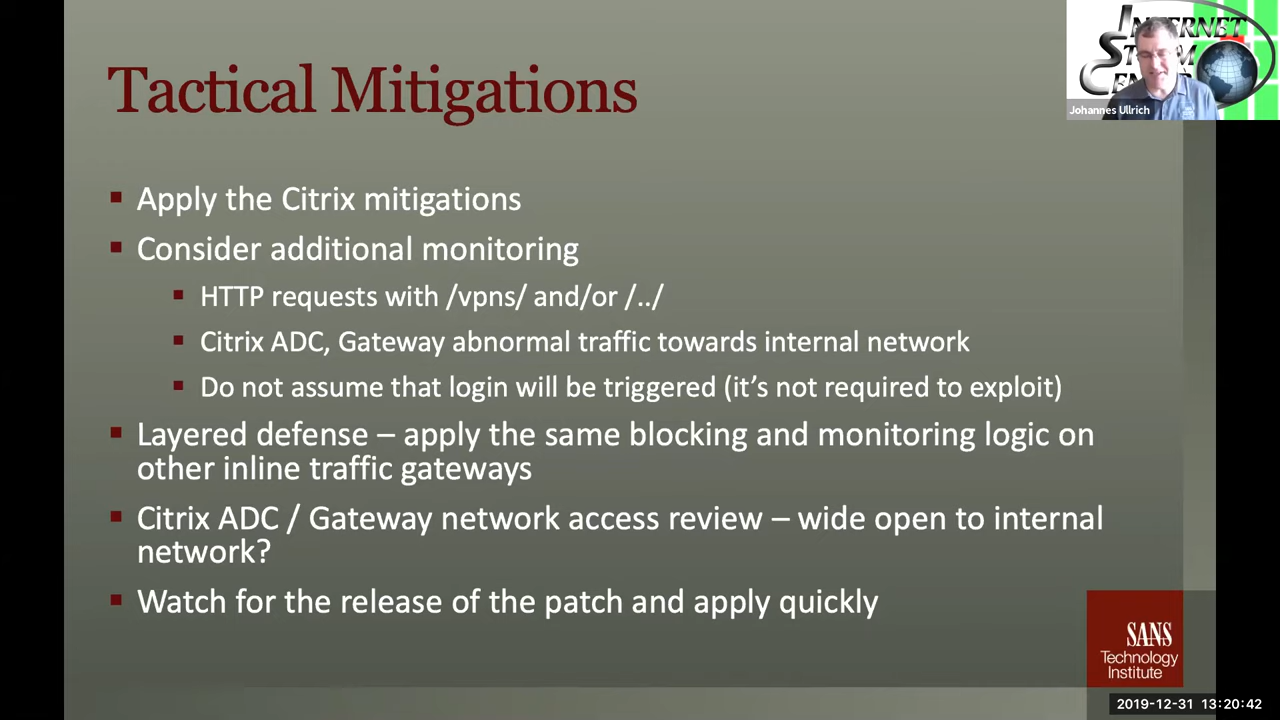 Tactical Mitigations
INTERNET
STORM
CENTER
Johannes Ullrich
Apply the Citrix mitigations
Consider additional monitoring
HTTP requests with /vpns/ and/or /../
Citrix ADC, Gateway abnormal traffic towards internal network
Do not assume that login will be triggered (it’s not required to exploit)
Layered defense – apply the same blocking and monitoring logic on
other inline traffic gateways
Citrix ADC / Gateway network access review – wide open to internal
network?
Watch for the release of the patch and apply quickly
SANS
Technology
Institute
2019-12-31 13:20:42